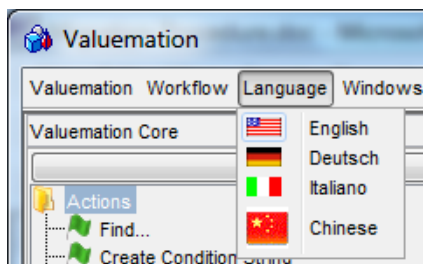 Valuemation
Valuemation Workflow Language Windows
Valuemation Core
English
Deutsch
Italiano
Chinese
Actions
Find...
Create Condition String